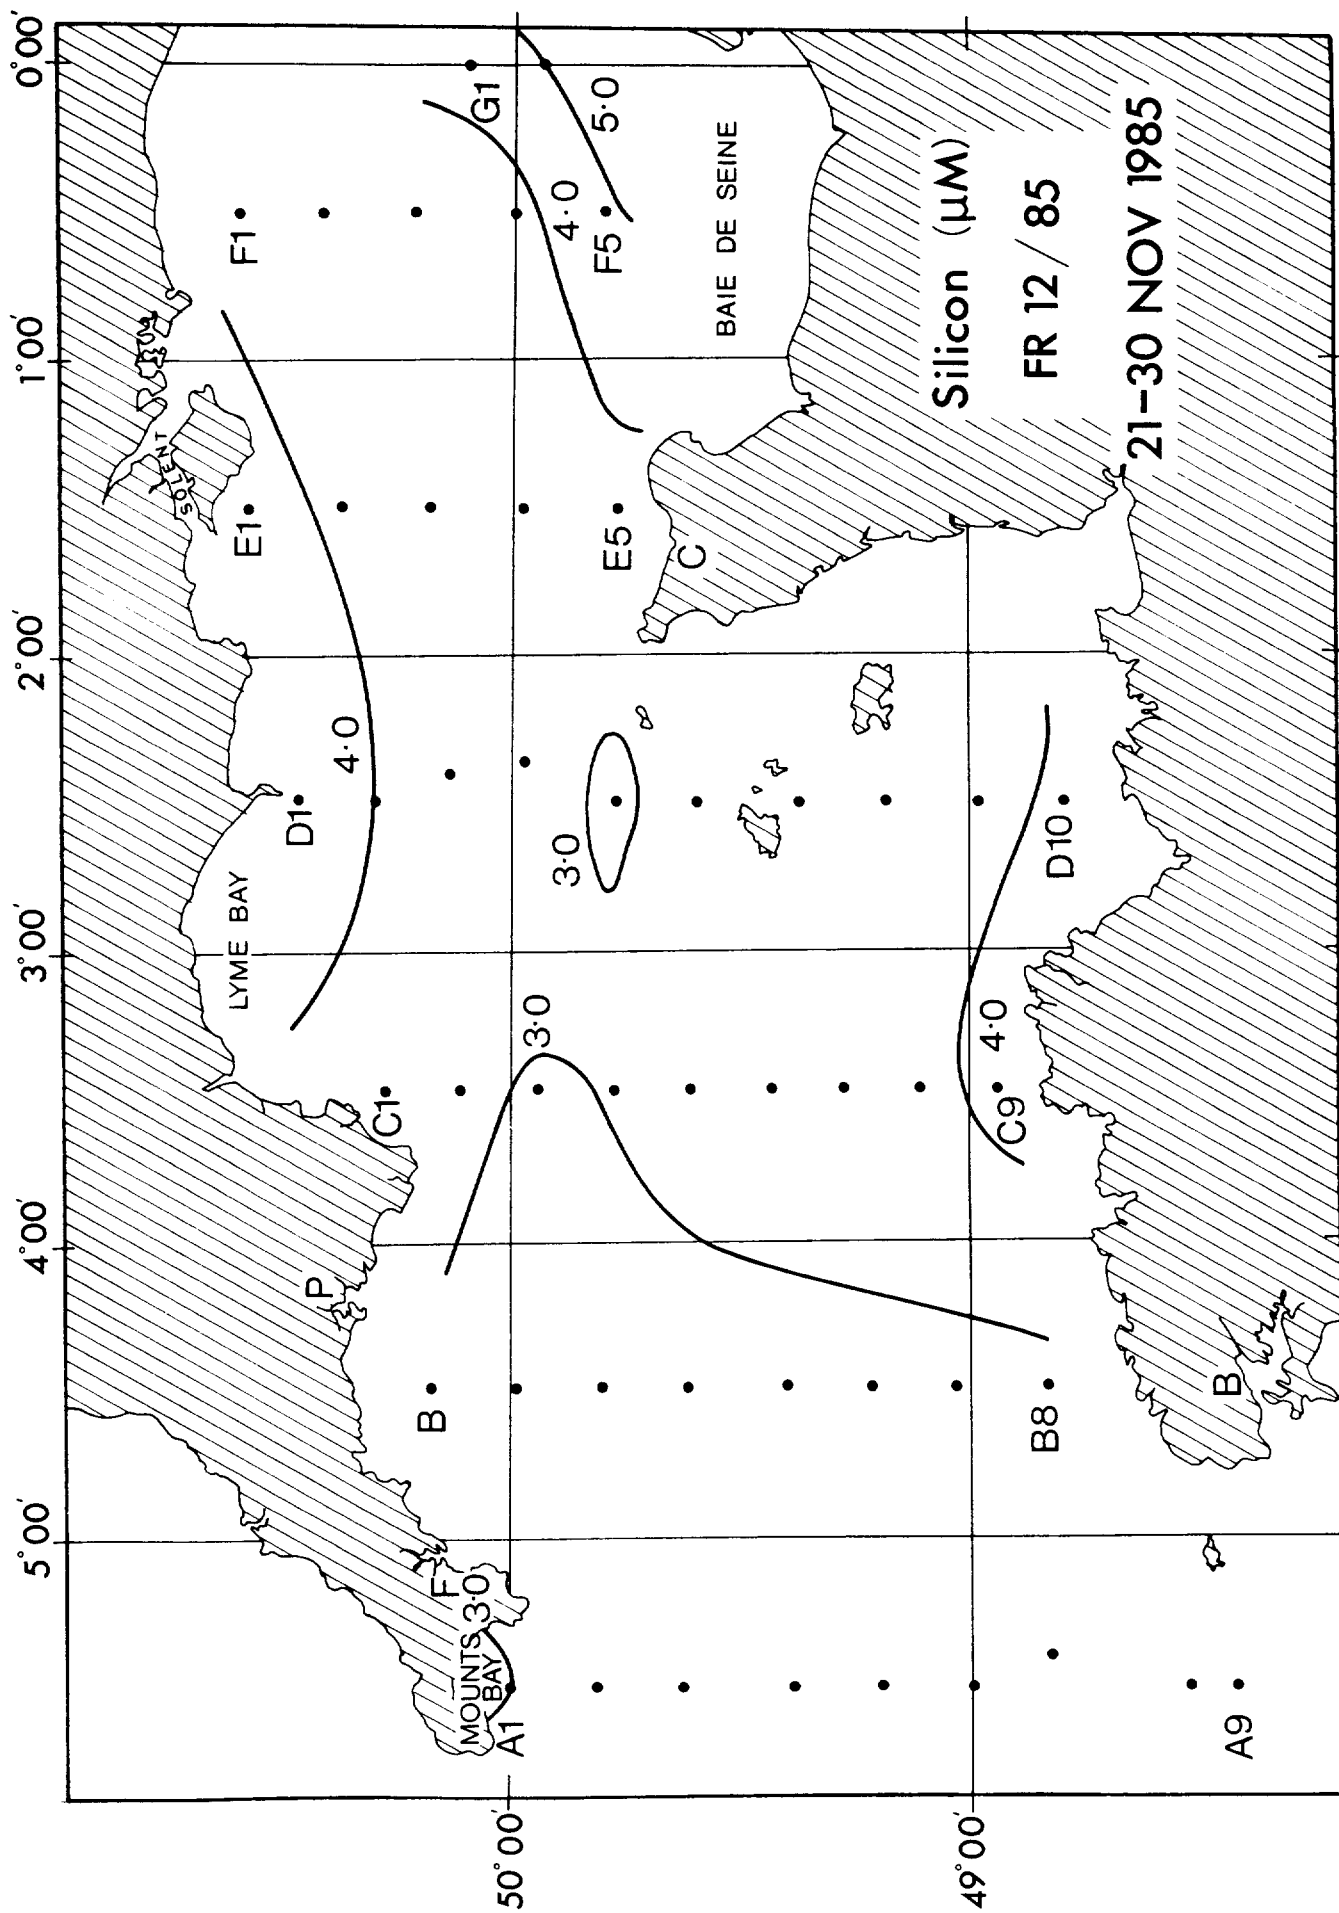 5°00′ 4°00′ 3°00′ 2°00′ 1°00′ 0°00′
SOLENT
LYME BAY
E1
F1
D1
P
C1
4·0
B
F
MOUNTS BAY
3·0
A1
50°00′
3·0
G1
4·0
5·0
3·0
E5
F5
C
BAIE DE SEINE
C9
4·0
D10
B8
49°00′
A9
B
Silicon (µM)
FR 12 / 85
21–30 NOV 1985